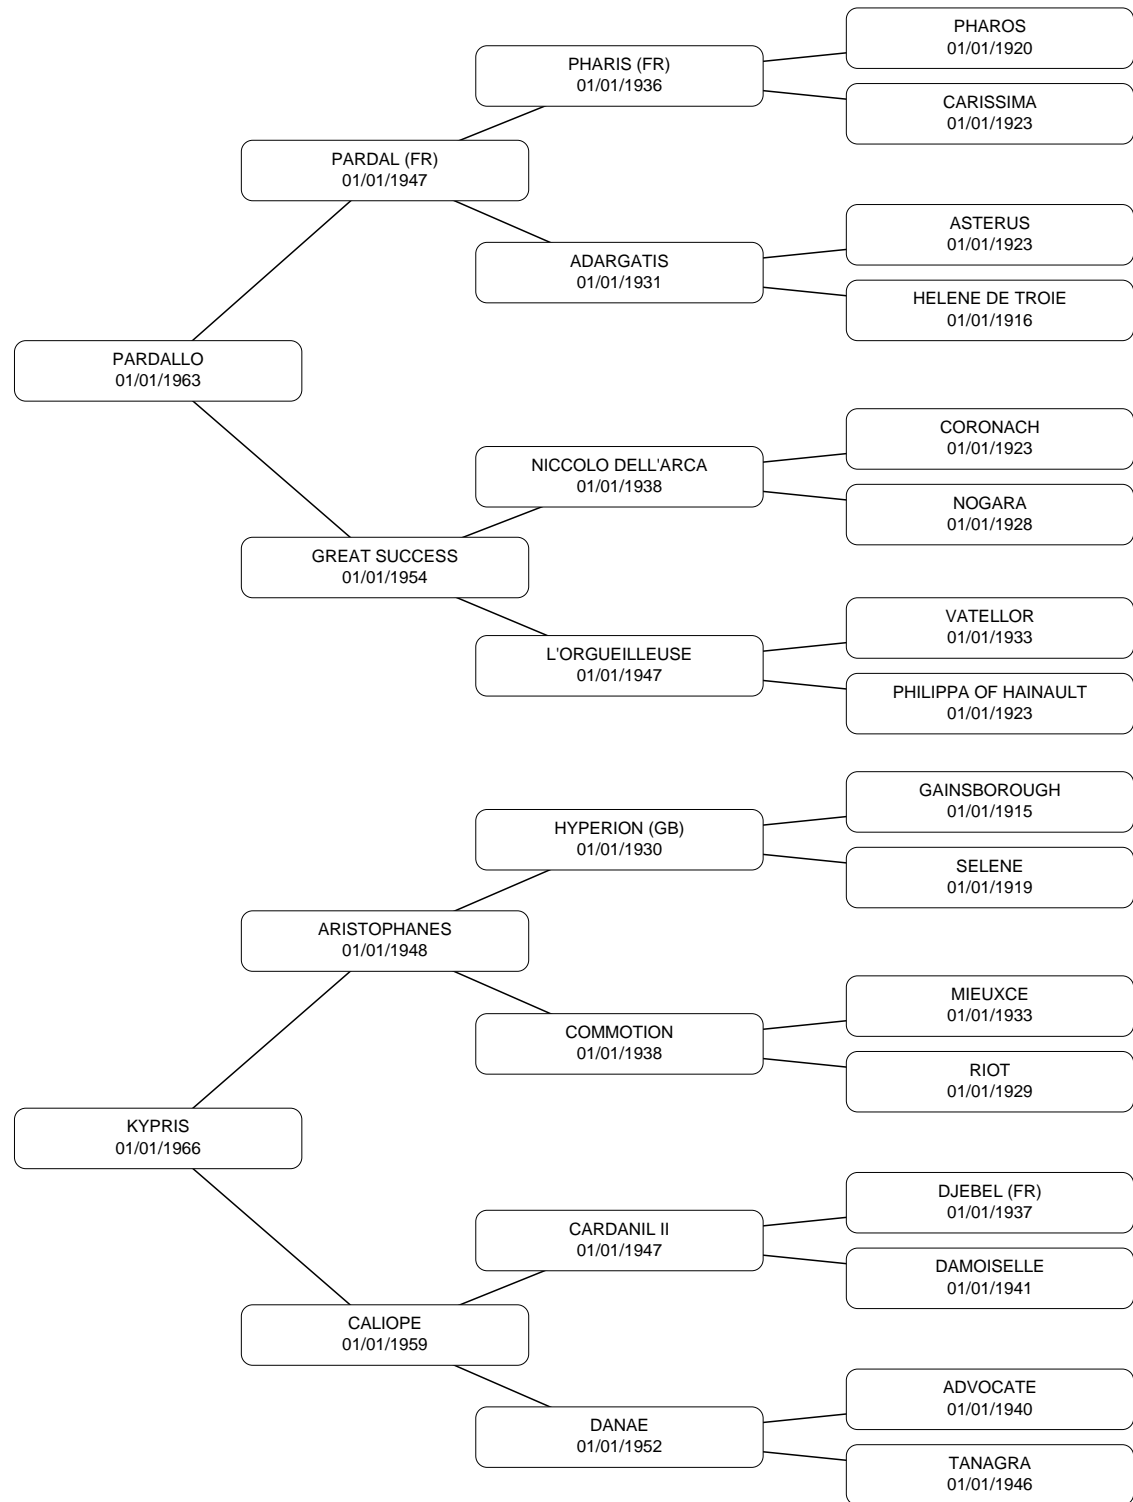 PHAROS
01/01/1920
PHARIS (FR)
01/01/1936
CARISSIMA
01/01/1923
PARDAL (FR)
01/01/1947
ASTERUS
01/01/1923
ADARGATIS
01/01/1931
HELENE DE TROIE
01/01/1916
PARDALLO
01/01/1963
CORONACH
01/01/1923
NICCOLO DELL'ARCA
01/01/1938
NOGARA
01/01/1928
GREAT SUCCESS
01/01/1954
VATELLOR
01/01/1933
L'ORGUEILLEUSE
01/01/1947
PHILIPPA OF HAINAULT
01/01/1923
GAINSBOROUGH
01/01/1915
HYPERION (GB)
01/01/1930
SELENE
01/01/1919
ARISTOPHANES
01/01/1948
MIEUXCE
01/01/1933
COMMOTION
01/01/1938
RIOT
01/01/1929
KYPRIS
01/01/1966
DJEBEL (FR)
01/01/1937
CARDANIL II
01/01/1947
DAMOISELLE
01/01/1941
CALIOPE
01/01/1959
ADVOCATE
01/01/1940
DANAE
01/01/1952
TANAGRA
01/01/1946